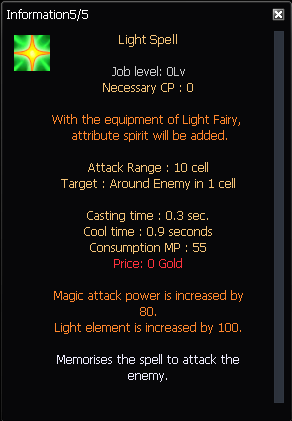 Information5/5
Light Spell
Job level: 0Lv
Necessary CP : 0
With the equipment of Light Fairy,
attribute spirit will be added.
Attack Range : 10 cell
Target : Around Enemy in 1 cell
Casting time : 0.3 sec.
Cool time : 0.9 seconds
Consumption MP : 55
Price: 0 Gold
Magic attack power is increased by
80.
Light element is increased by 100.
Memorises the spell to attack the
enemy.